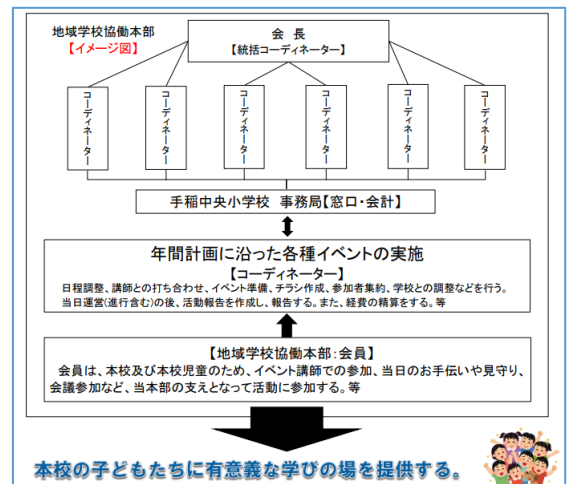 地域学校協働本部
【イメージ図】
会 長
【統括コーディネーター】
コーディネーター
コーディネーター
コーディネーター
コーディネーター
コーディネーター
コーディネーター
手稲中央小学校 事務局【窓口・会計】
年間計画に沿った各種イベントの実施
【コーディネーター】
日程調整、講師との打ち合わせ、イベント準備、チラシ作成、参加者集約、学校との調整などを行う。
当日運営(進行含む)の後、活動報告を作成し、報告する。また、経費の精算をする。等
【地域学校協働本部:会員】
会員は、本校及び本校児童のため、イベント講師での参加、当日のお手伝いや見守り、
会議参加など、当本部の支えとなって活動に参加する。等
本校の子どもたちに有意義な学びの場を提供する。